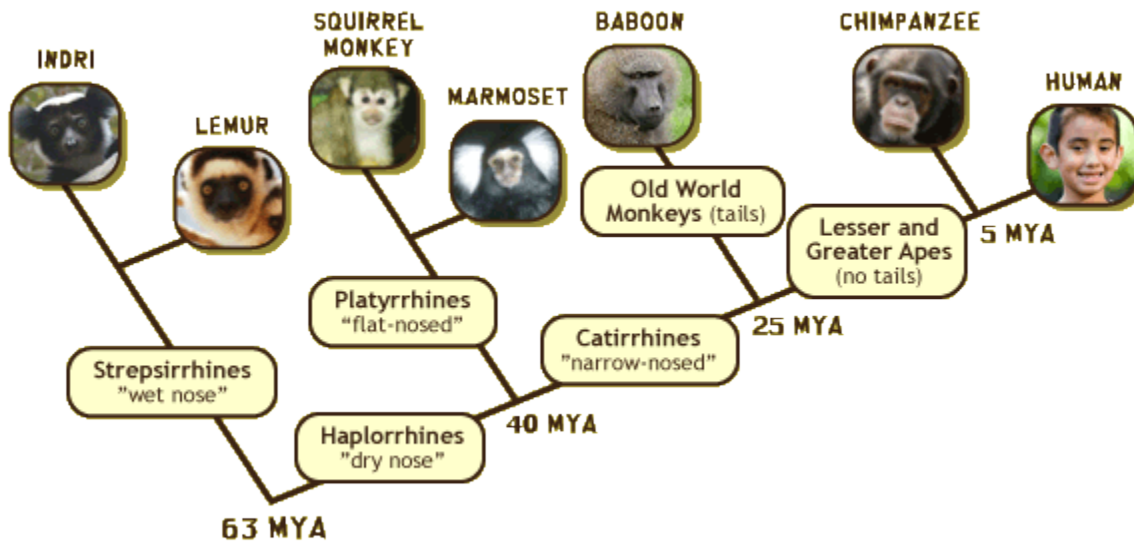 INDRI
LEMUR
SQUIRREL
MONKEY
MARMOSET
BABOON
CHIMPANZEE
HUMAN
Old World
Monkeys (tails)
Lesser and
Greater Apes
(no tails)
5 MYA
Platyrrhines
“flat-nosed”
Catirrhines
”narrow-nosed”
25 MYA
Strepsirrhines
”wet nose”
Haplorrhines
”dry nose”
40 MYA
63 MYA